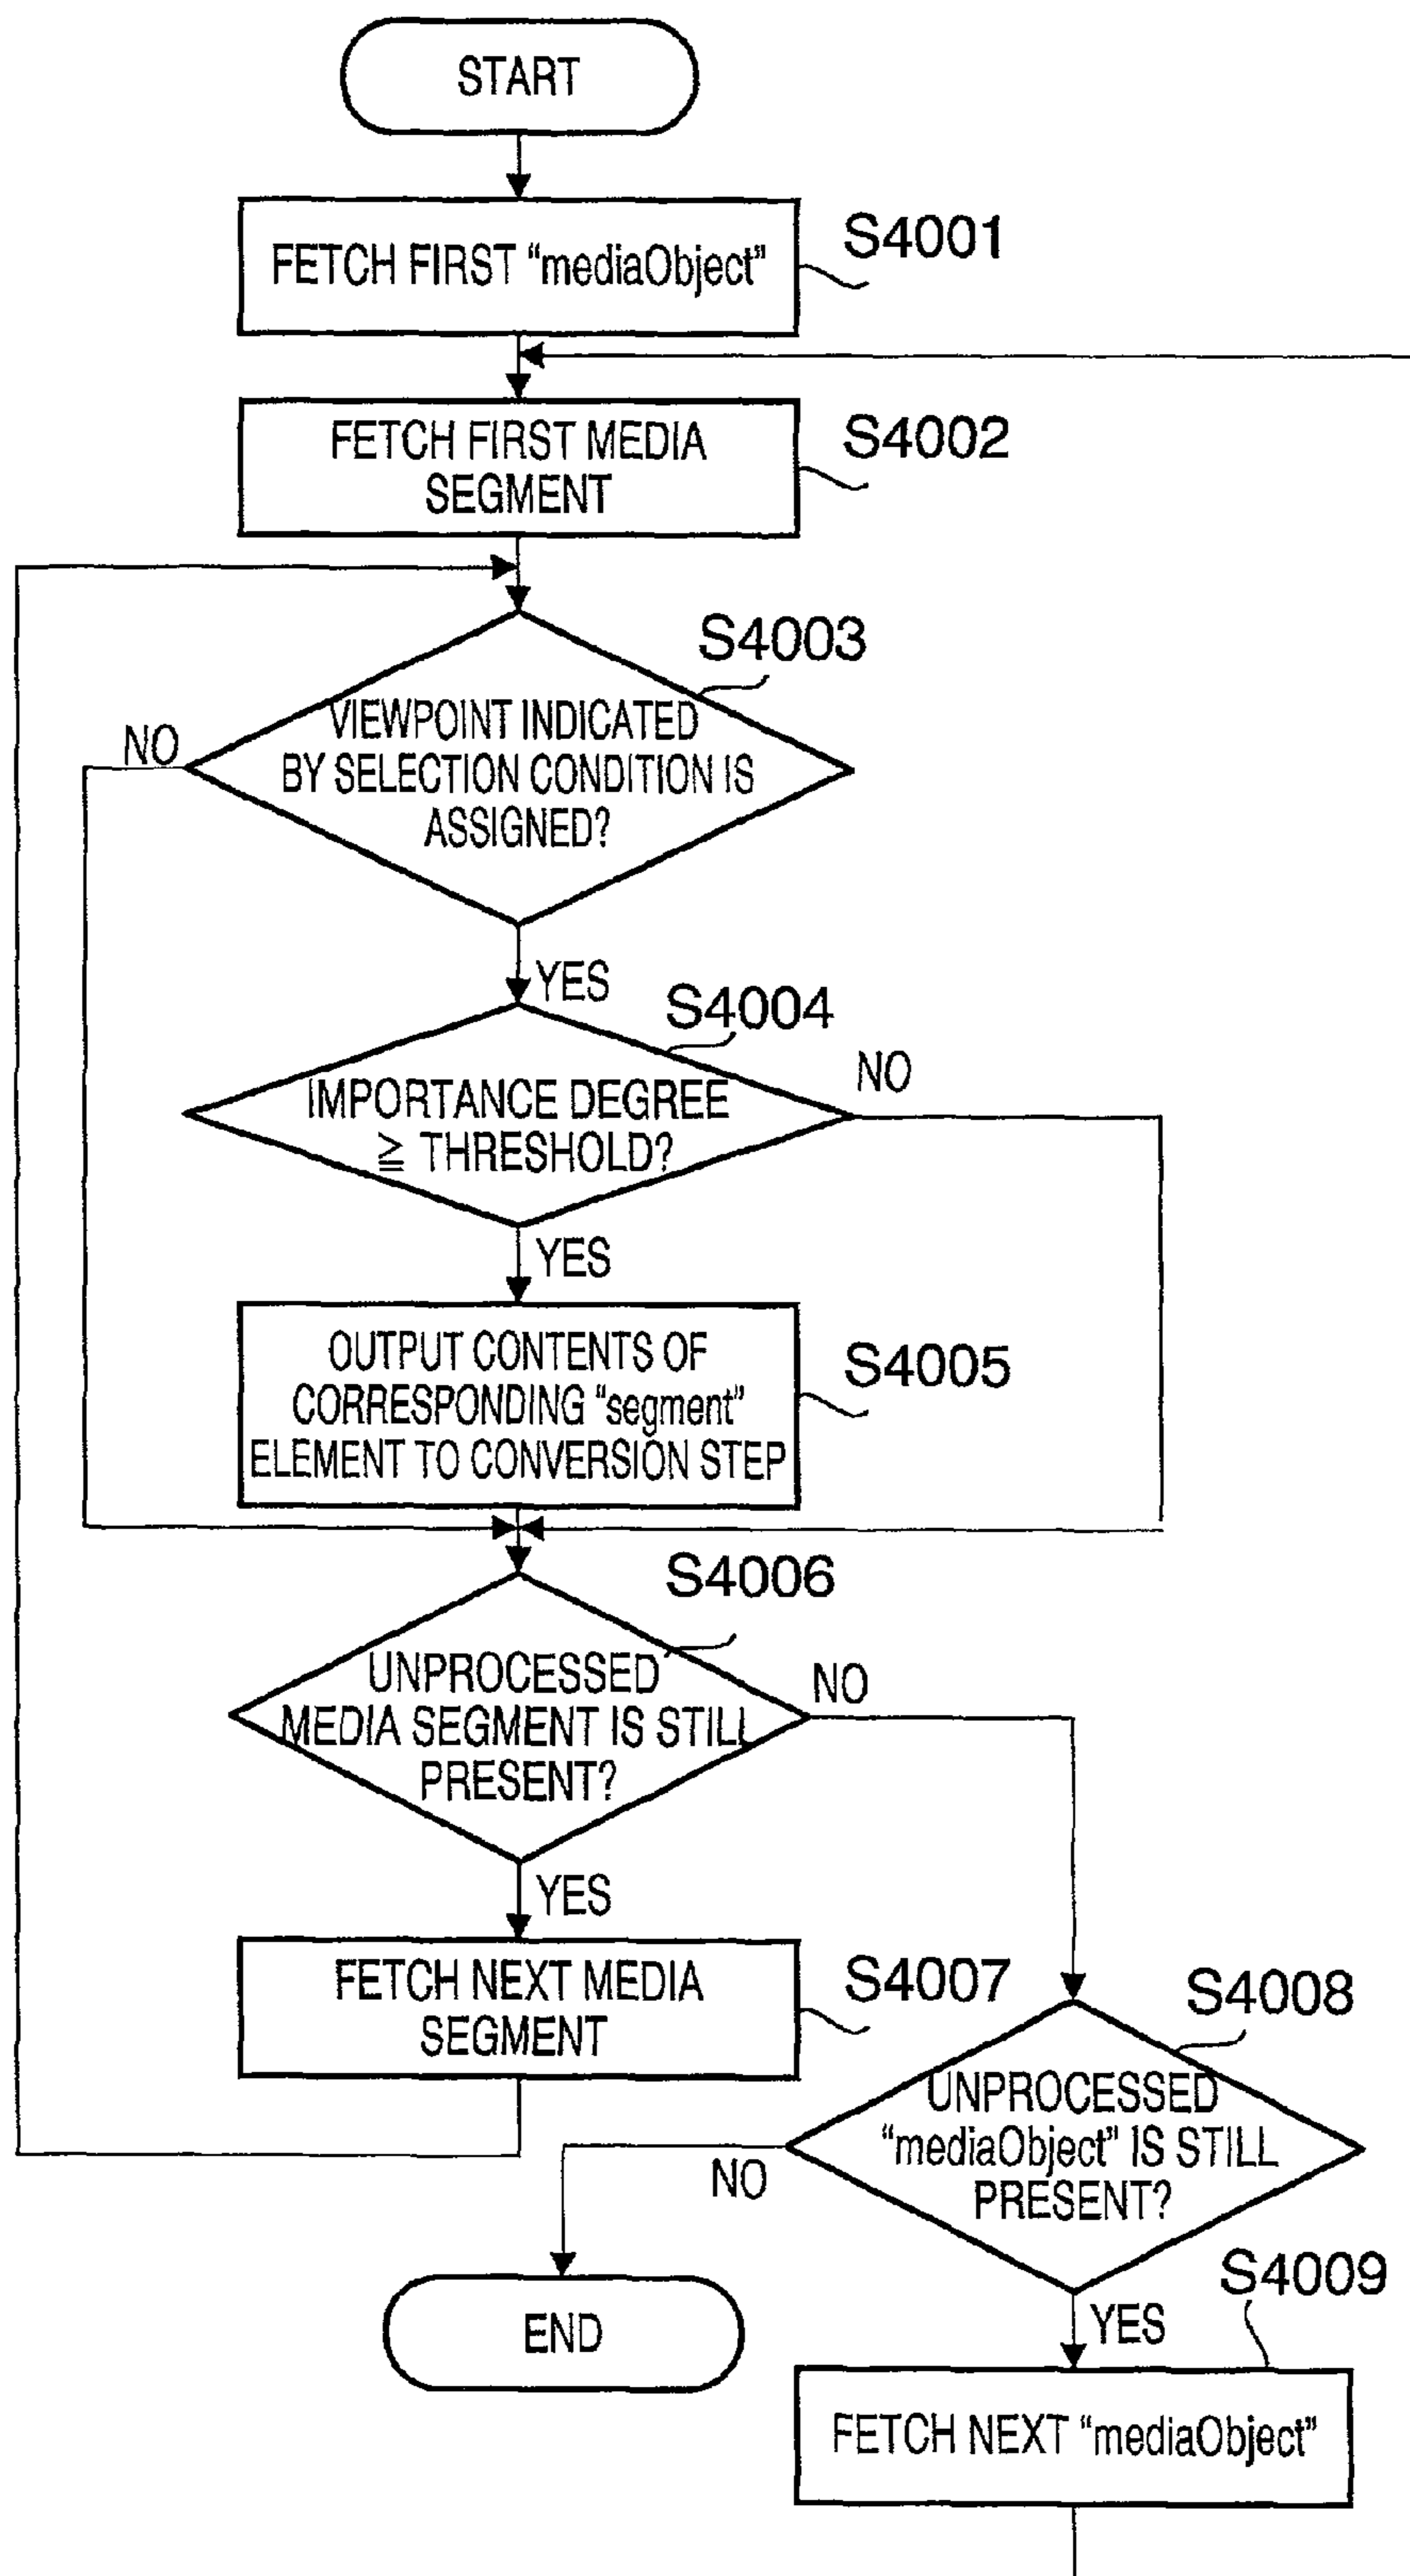 START
FETCH FIRST “mediaObject”
S4001
FETCH FIRST MEDIA
SEGMENT
S4002
S4003
VIEWPOINT INDICATED
BY SELECTION CONDITION IS
ASSIGNED?
NO
YES
S4004
IMPORTANCE DEGREE
≧ THRESHOLD?
NO
YES
OUTPUT CONTENTS OF
CORRESPONDING “segment”
ELEMENT TO CONVERSION STEP
S4005
S4006
UNPROCESSED
MEDIA SEGMENT IS STILL
PRESENT?
NO
YES
FETCH NEXT MEDIA
SEGMENT
S4007
S4008
UNPROCESSED
“mediaObject” IS STILL
PRESENT?
NO
YES
END
S4009
FETCH NEXT “mediaObject”